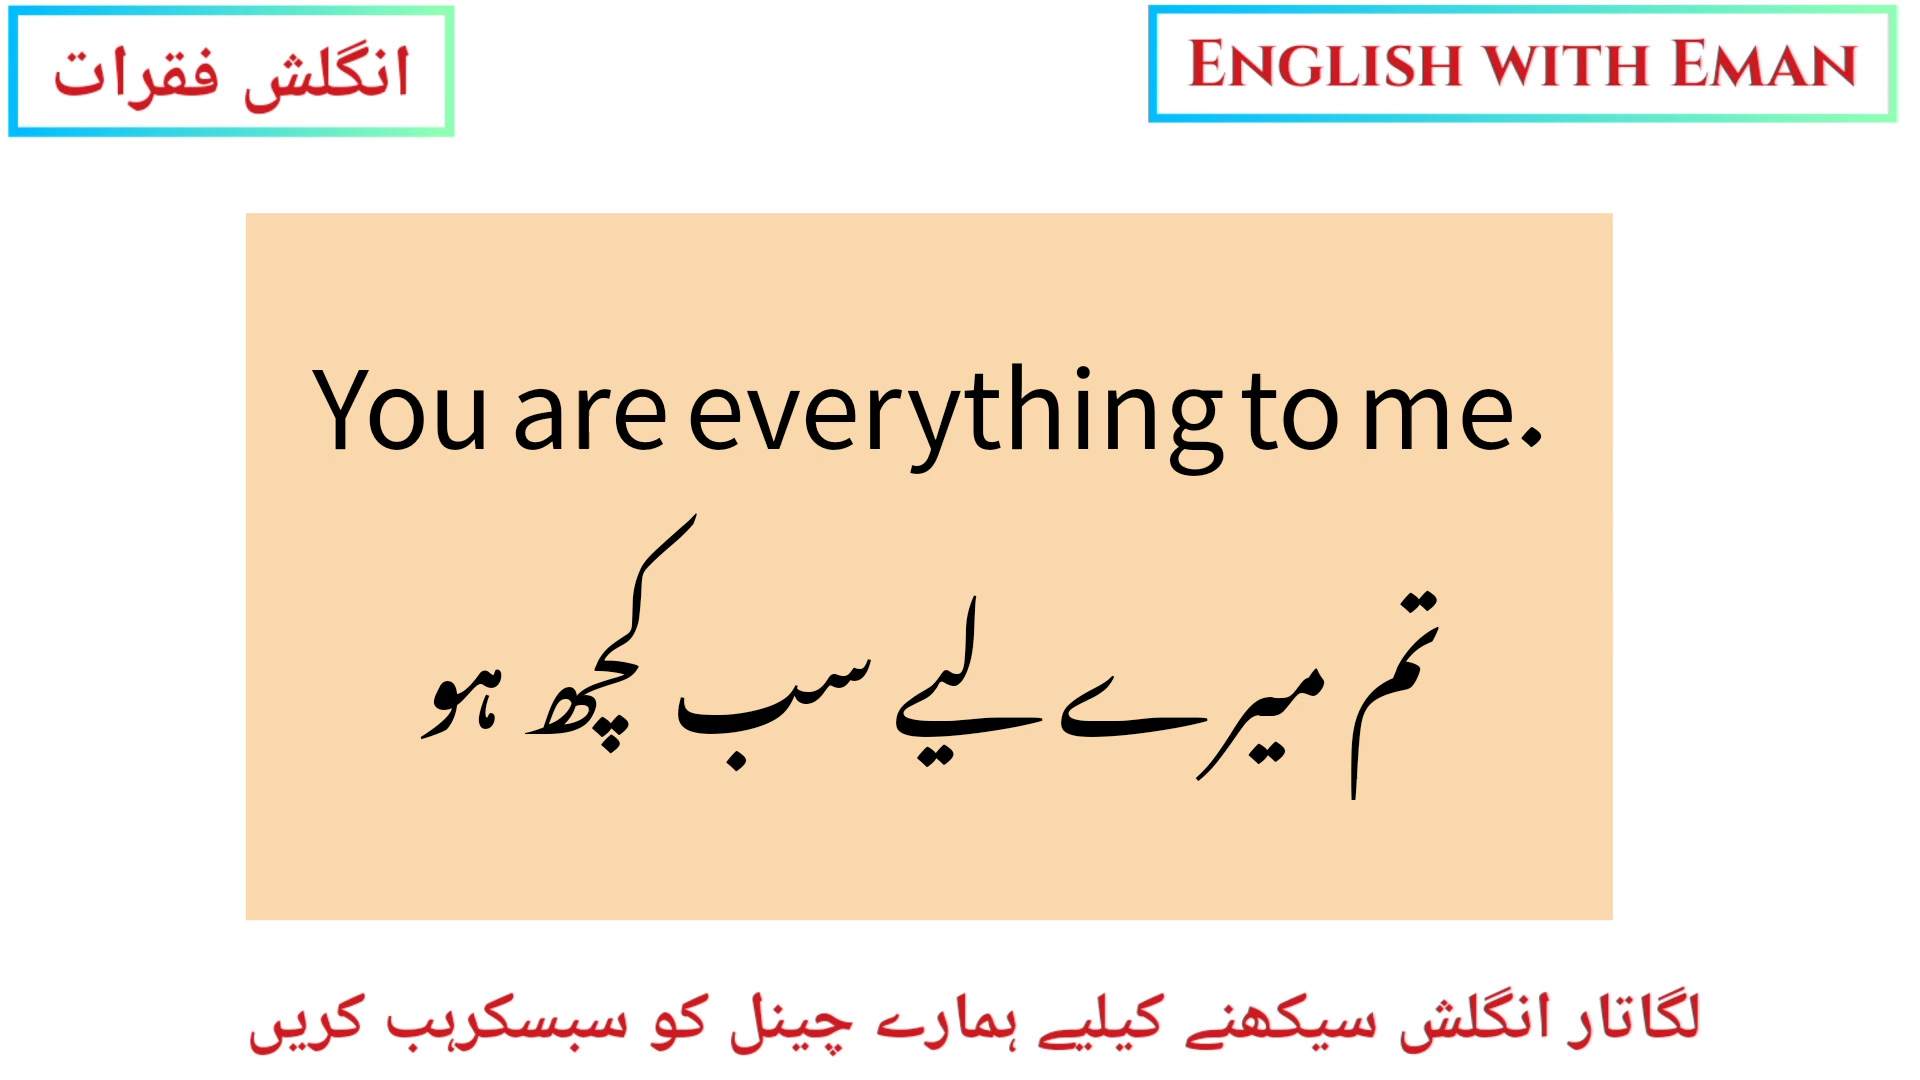 انگلش فقرات
ENGLISH WITH EMAN
You are everything to me.
تم میرے لیے سب کچھ ہو
لگاتار انگلش سیکھنے کیلیے ہمارے چینل کو سبسکرہب کریں